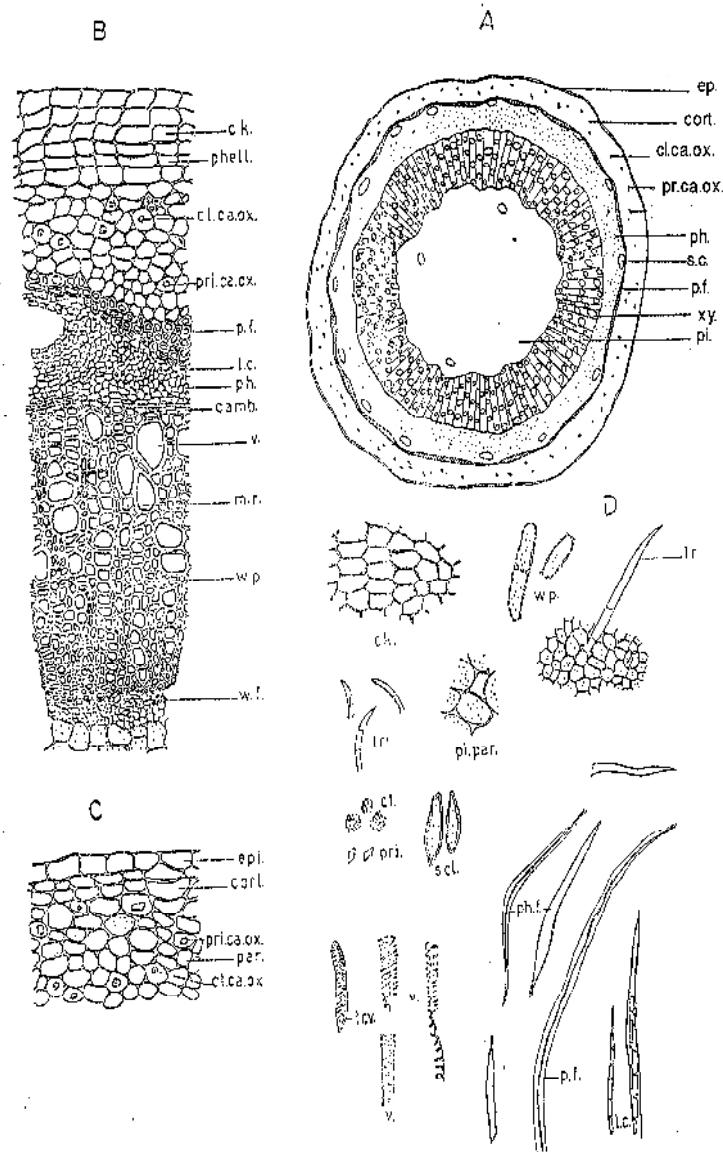 B
c.k.
phell.
cl.ca.ox.
pri.ca.ox.
p.f.
l.c.
ph.
camb.
v.
m.r.
w.p.
w.f.
A
ep.
cort.
cl.ca.ox.
pr.ca.ox.
ph.
s.c.
p.f.
xy.
pi.
C
epi.
cort.
pri.ca.ox.
par.
cl.ca.ox
D
w.p.
tr
ck.
tr.
pi.par.
cl.
pri.
scl.
ph.f.
v.
v.
p.f.
l.c.